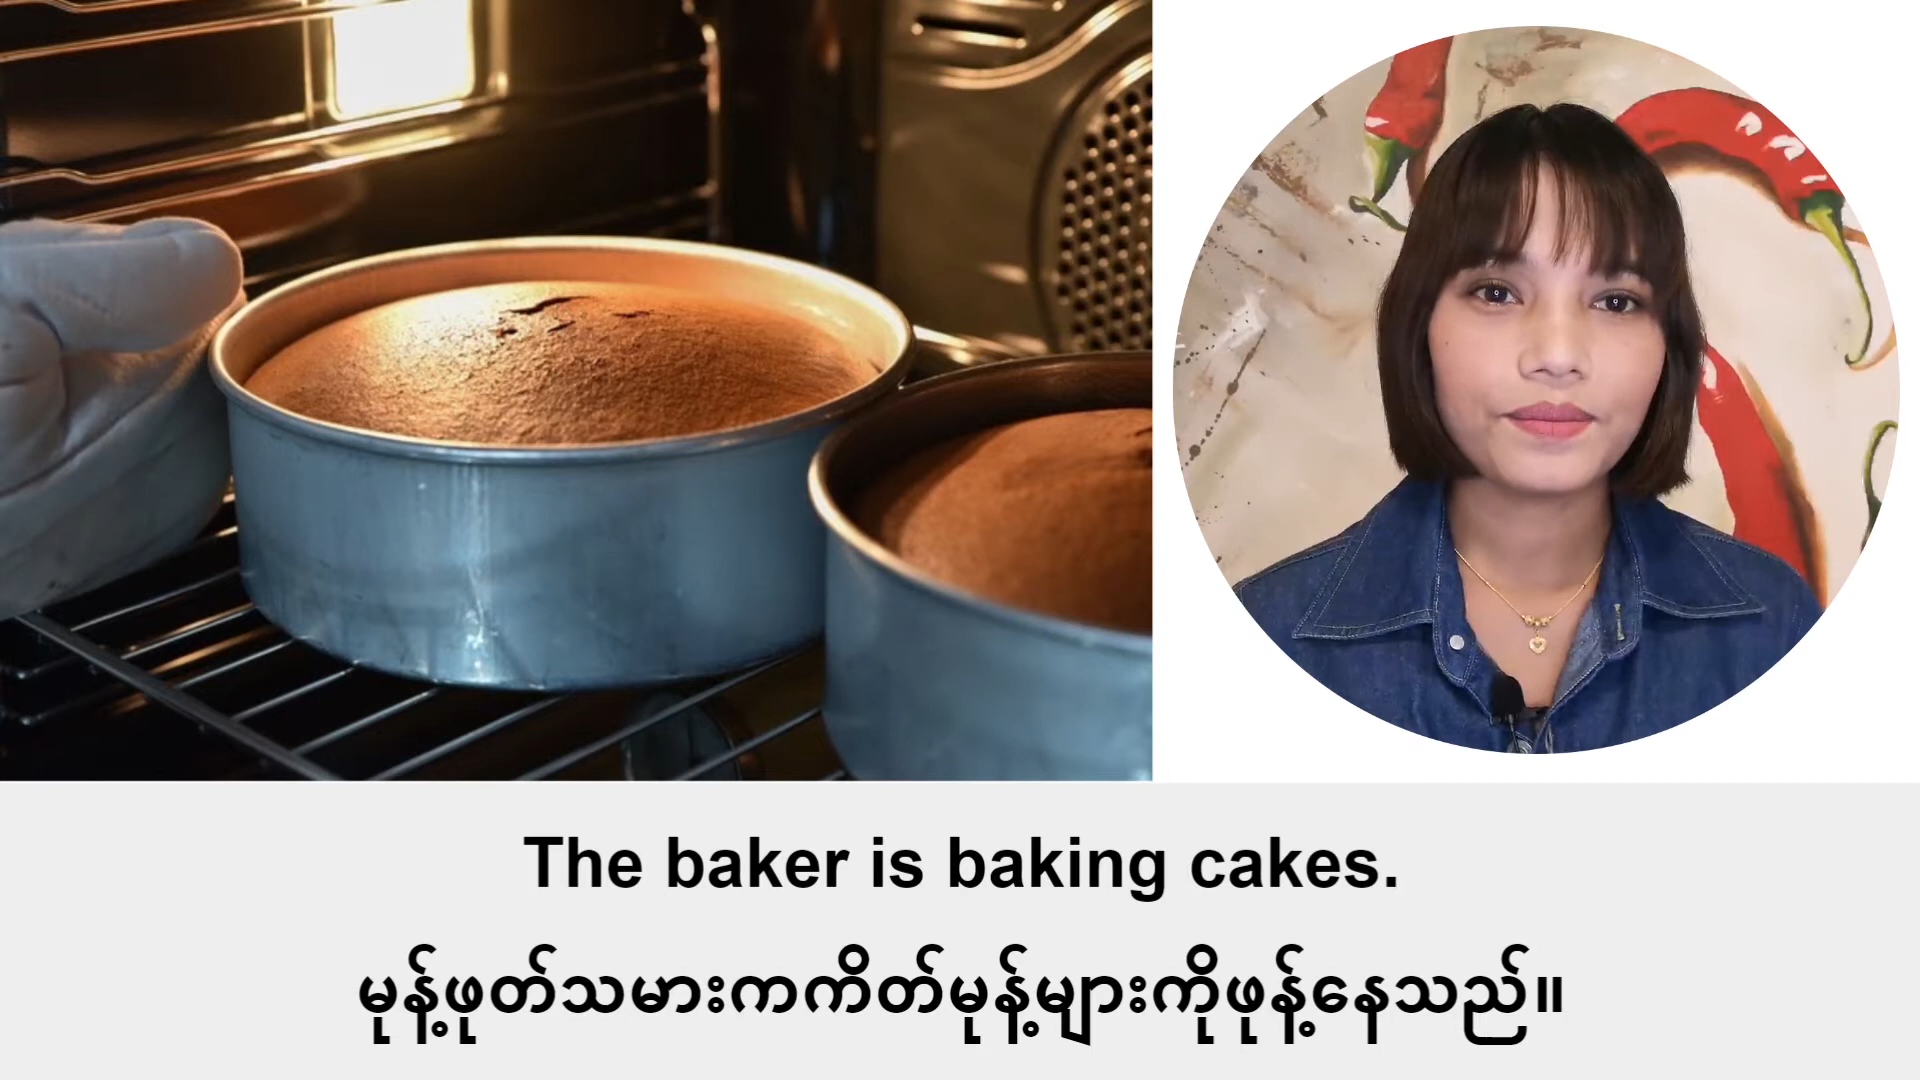 The baker is baking cakes.
မုန့်ဖုတ်သမားကကိတ်မုန့်များကိုဖုန့်နေသည်။